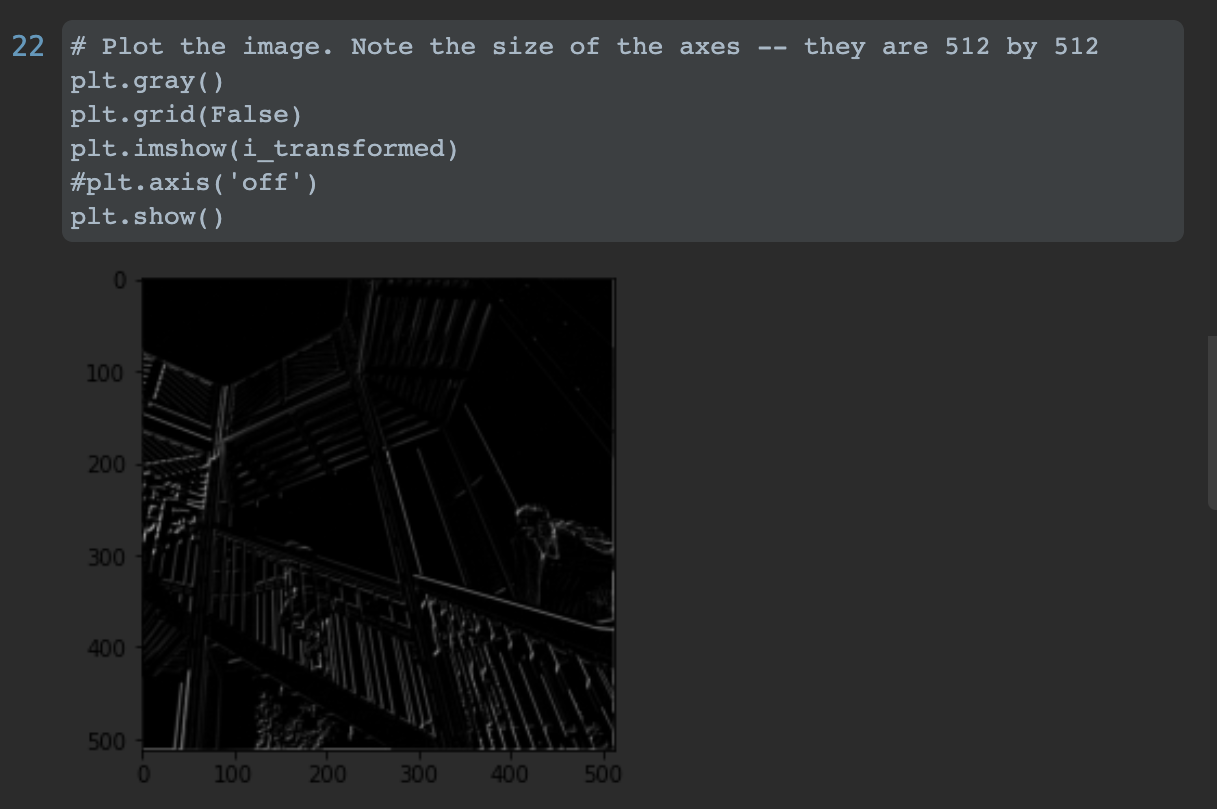 22
# Plot the image. Note the size of the axes -- they are 512 by 512
plt.gray()
plt.grid(False)
plt.imshow(i_transformed)
#plt.axis('off')
plt.show()
0
100
200
300
400
500
0 100 200 300 400 500